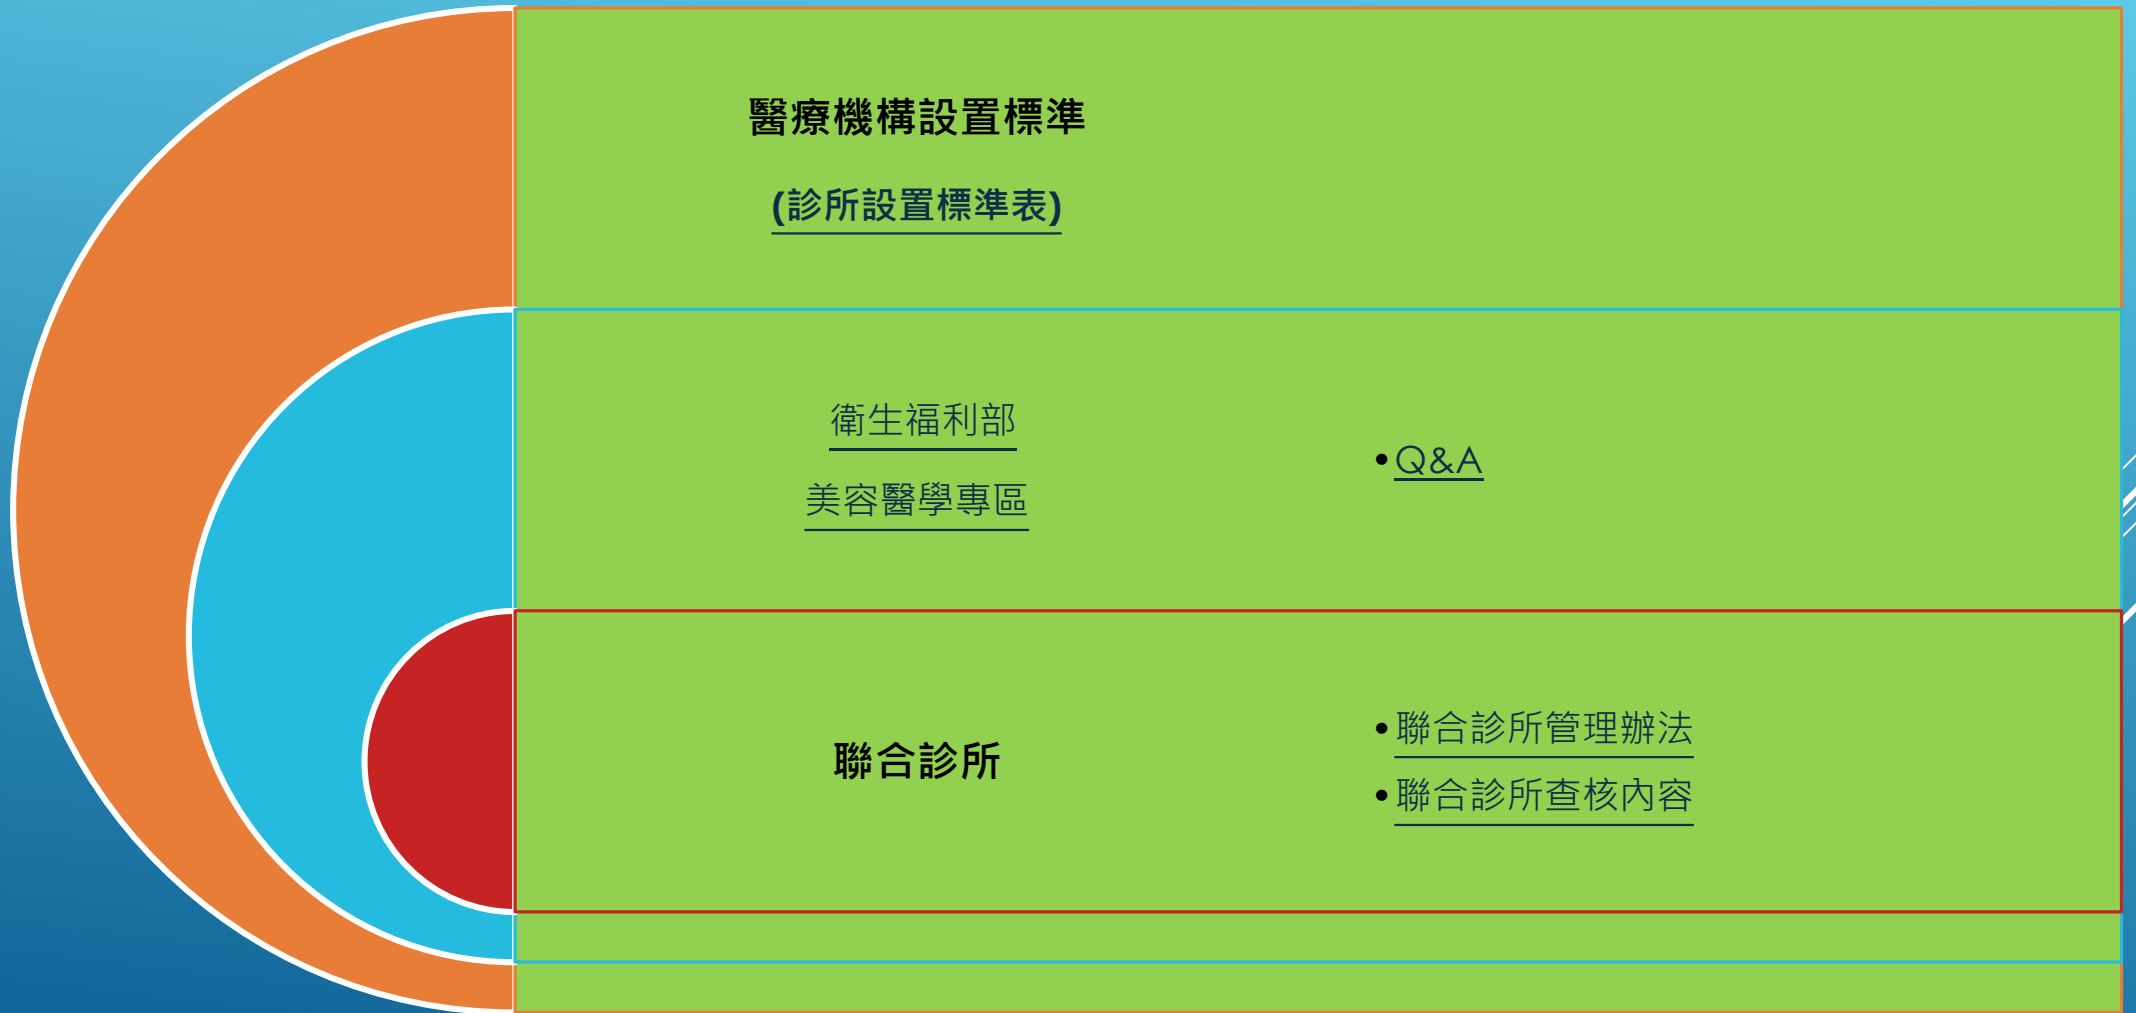 醫療機構設置標準
(診所設置標準表)
衛生福利部
美容醫學專區
•Q&A
聯合診所
•聯合診所管理辦法
•聯合診所查核內容